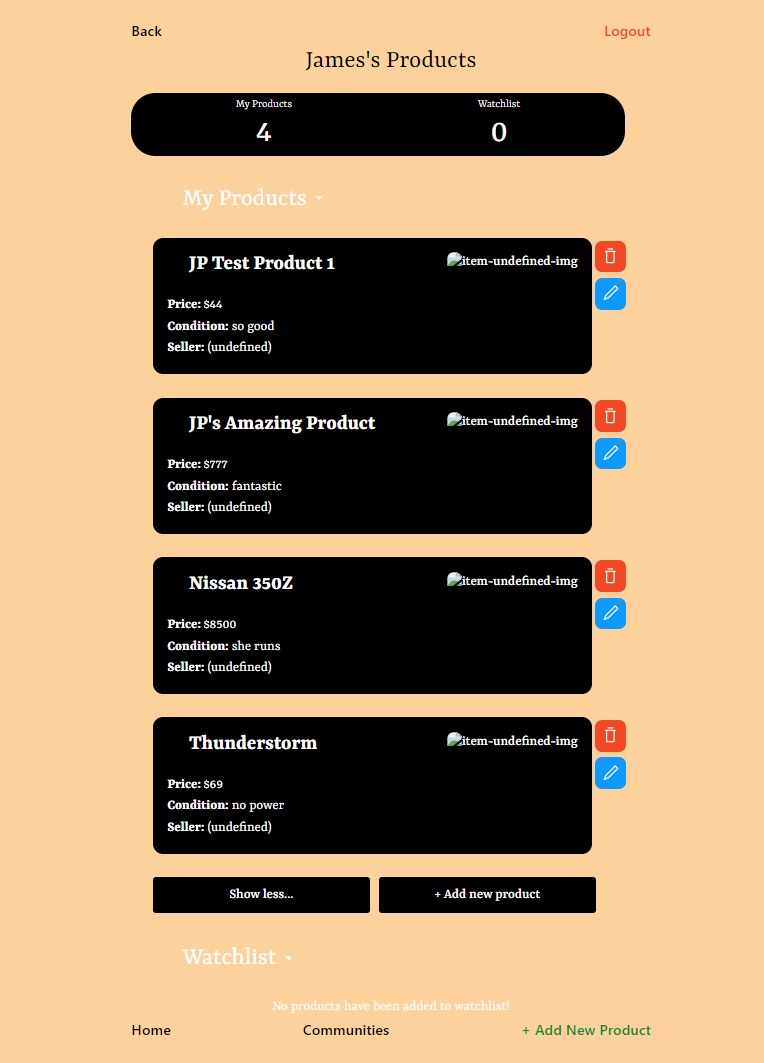 Back
Logout
James's Products
My Products
Watchlist
4
0
My Products
JP Test Product 1
item-undefined-img
Price: $44
Condition: so good
Seller: (undefined)
JP's Amazing Product
item-undefined-img
Price: $777
Condition: fantastic
Seller: (undefined)
Nissan 350Z
item-undefined-img
Price: $8500
Condition: she runs
Seller: (undefined)
Thunderstorm
item-undefined-img
Price: $69
Condition: no power
Seller: (undefined)
Show less...
+ Add new product
Watchlist
No products have been added to watchlist!
Home
Communities
+ Add New Product